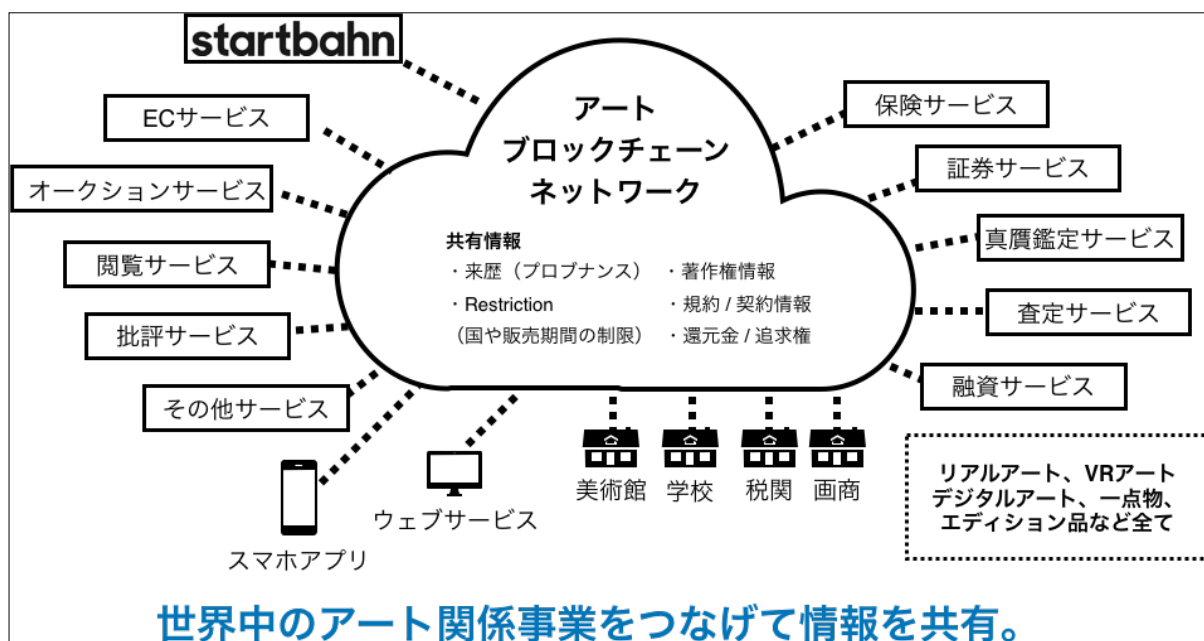 startbahn
ECサービス
オークションサービス
閲覧サービス
批評サービス
その他サービス
アート
ブロックチェーン
ネットワーク
共有情報
・来歴（プロブナンス）
・Restriction
（国や販売期間の制限）
・著作権情報
・規約 / 契約情報
・還元金 / 追求権
保険サービス
証券サービス
真贋鑑定サービス
査定サービス
融資サービス
スマホアプリ
ウェブサービス
美術館
学校
税関
画商
リアルアート、VRアート
デジタルアート、一点物、
エディション品など全て
世界中のアート関係事業をつなげて情報を共有。